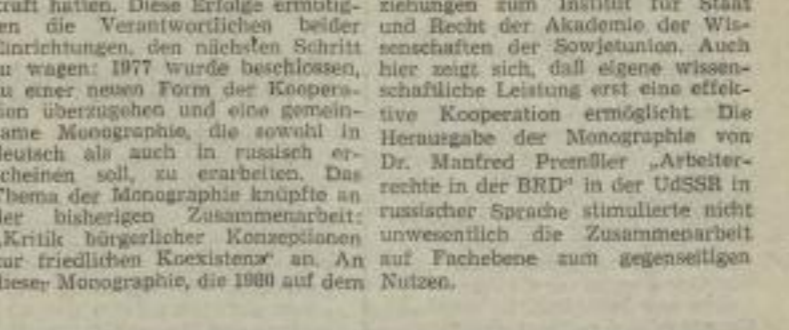 kraft hatten. Diese Erfolge ermutig-
en die Verantwortlichen beider
Einrichtungen, den nächsten Schritt
u wagen: 1977 wurde beschlossen,
u einer neuen Form der Koopera-
ion überzugehen und eine gemein-
ame Monographie, die sowohl in
deutsch als auch in russisch er-
cheinen soll, zu erarbeiten. Das
Thema der Monographie knüpfte an
der bisherigen Zusammenarbeit:
„Kritik bürgerlicher Konzeptionen
zur friedlichen Koexistenz“ an. An
dieser Monographie, die 1980 auf dem
ziehungen zum Institut für Staat
und Recht der Akademie der Wis-
senschaften der Sowjetunion. Auch
hier zeigt sich, daß eigene wissen-
schaftliche Leistung erst eine effek-
tive Kooperation ermöglicht. Die
Herausgabe der Monographie von
Dr. Manfred Premßler „Arbeiter-
rechte in der BRD“ in der UdSSR in
russischer Sprache stimulierte nicht
unwesentlich die Zusammenarbeit
auf Fachebene zum gegenseitigen
Nutzen.